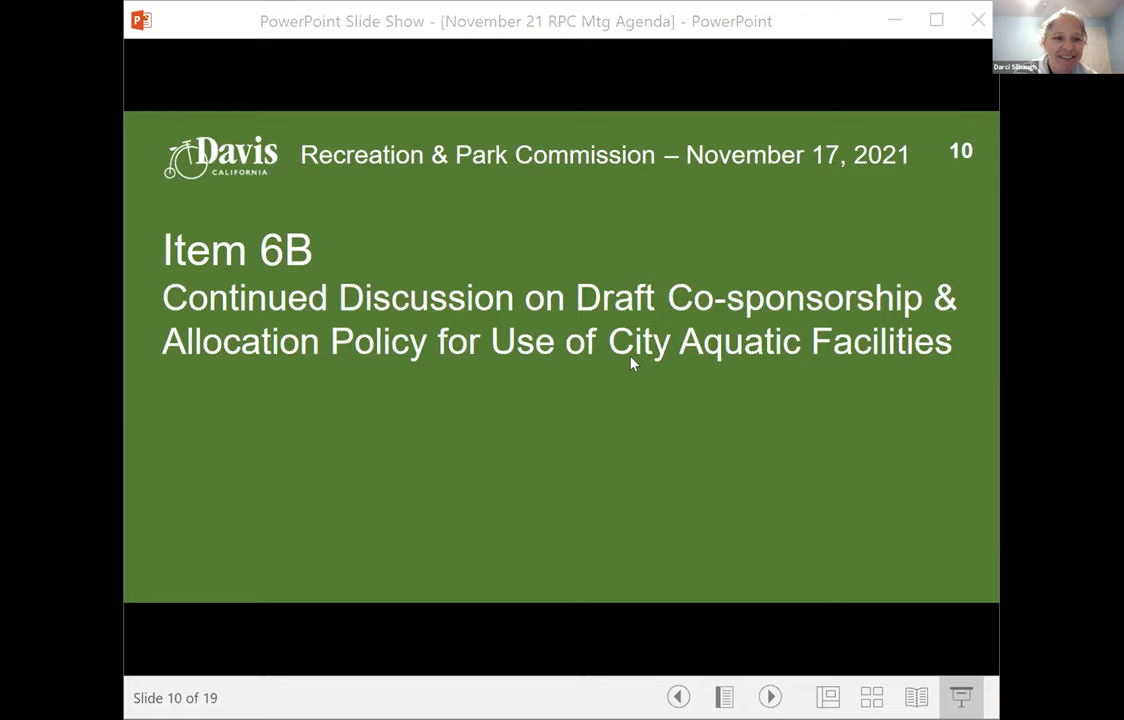 PowerPoint Slide Show - [November 21 RPC Mtg Agenda] - PowerPoint
Darci Silbaugh
Davis
CALIFORNIA
Recreation & Park Commission – November 17, 2021
10
Item 6B
Continued Discussion on Draft Co-sponsorship &
Allocation Policy for Use of City Aquatic Facilities
Slide 10 of 19